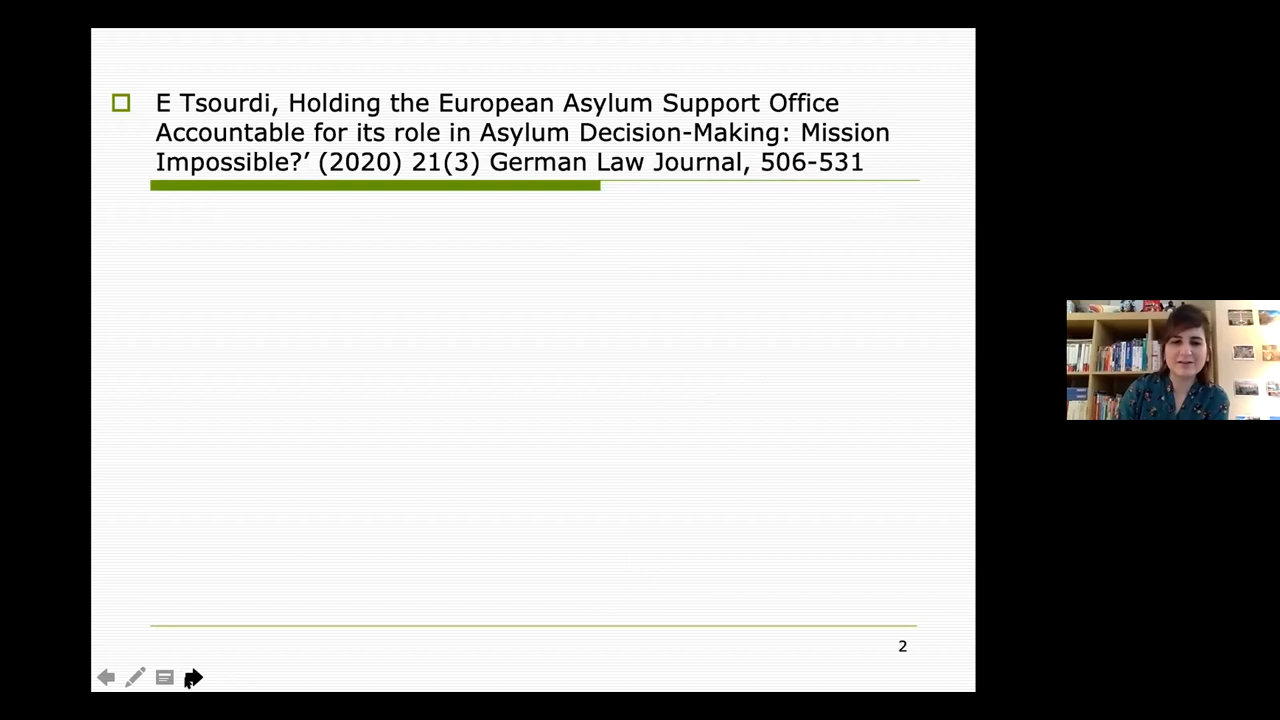 E Tsourdi, Holding the European Asylum Support Office
Accountable for its role in Asylum Decision-Making: Mission
Impossible?’ (2020) 21(3) German Law Journal, 506-531
2